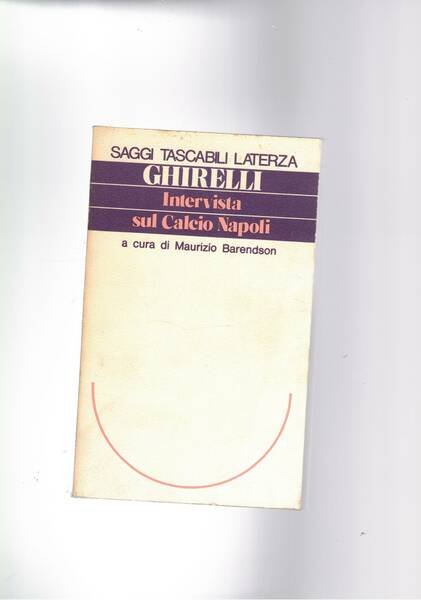 SAGGI TASCABILI LATERZA
GHIRELLI
Intervista
sul Calcio Napoli
a cura di Maurizio Barendson